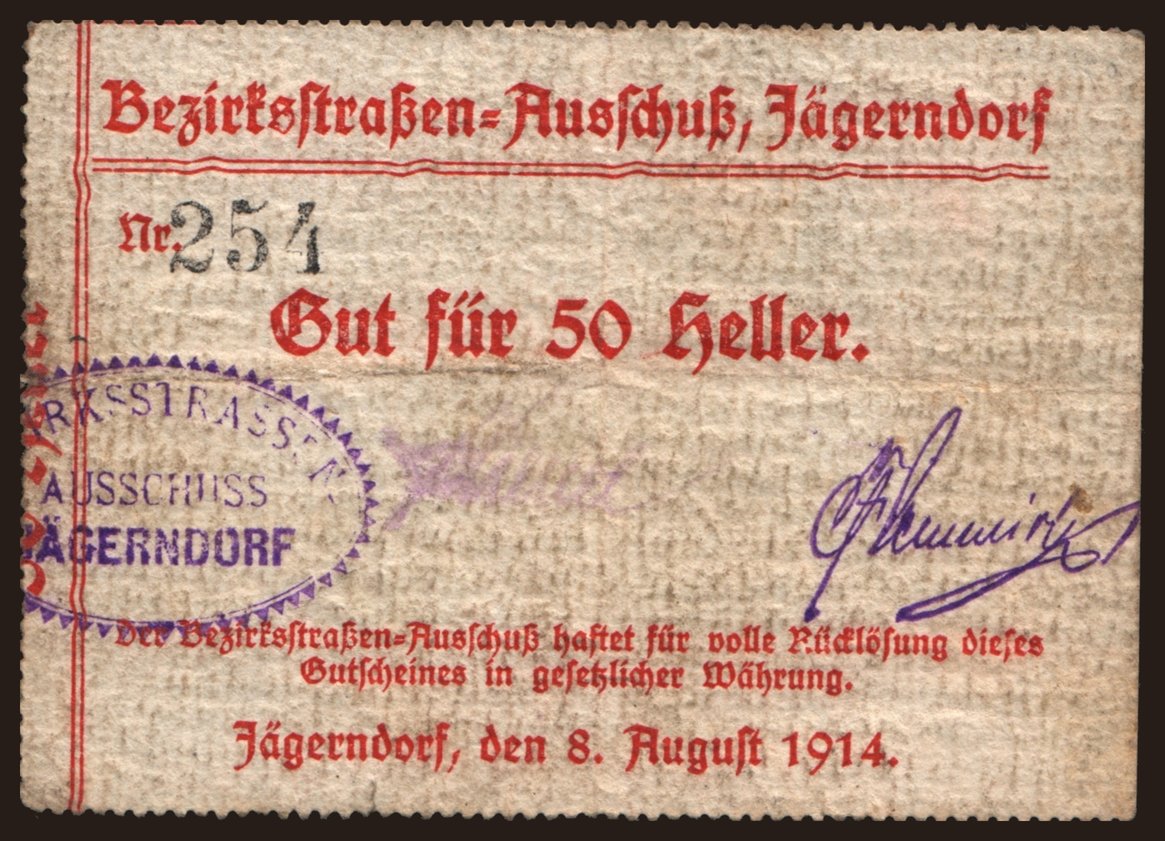 Bezirksstraßen-Ausschuß, Jägerndorf
Nr. 254
Gut für 50 Heller.
RKSSTRASSEN
AUSSCHUSS
JÄGERNDORF
Der Bezirksstraßen-Ausschuß haftet für volle Rücklösung dieses
Gutscheines in gesetzlicher Währung.
Jägerndorf, den 8. August 1914.